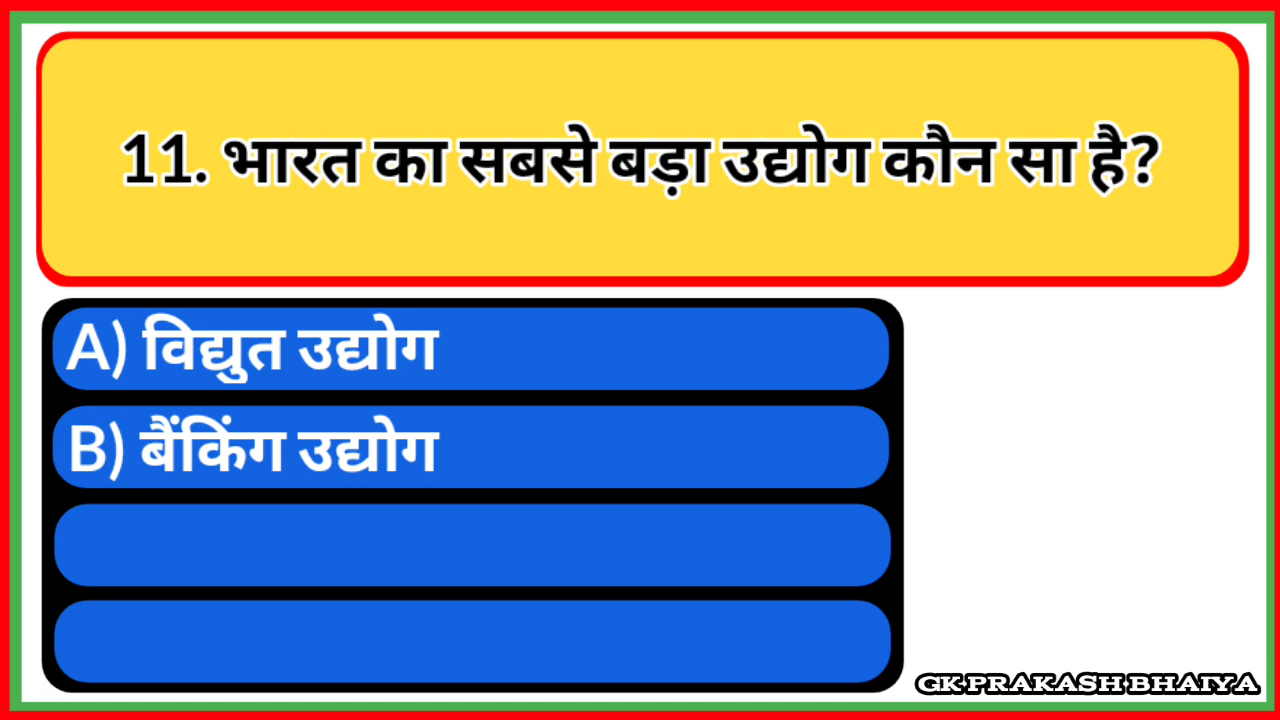 11. भारत का सबसे बड़ा उद्योग कौन सा है?
A) विद्युत उद्योग
B) बैंकिंग उद्योग
GK PRAKASH BHAIYA